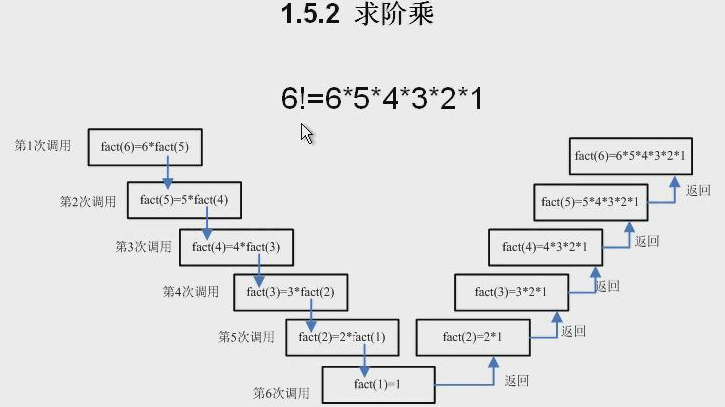 1.5.2 求阶乘
6!=6*5*4*3*2*1
第1次调用
fact(6)=6*fact(5)
第2次调用
fact(5)=5*fact(4)
第3次调用
fact(4)=4*fact(3)
第4次调用
fact(3)=3*fact(2)
第5次调用
fact(2)=2*fact(1)
第6次调用
fact(1)=1
返回
fact(2)=2*1
返回
fact(3)=3*2*1
返回
fact(4)=4*3*2*1
返回
fact(5)=5*4*3*2*1
返回
fact(6)=6*5*4*3*2*1